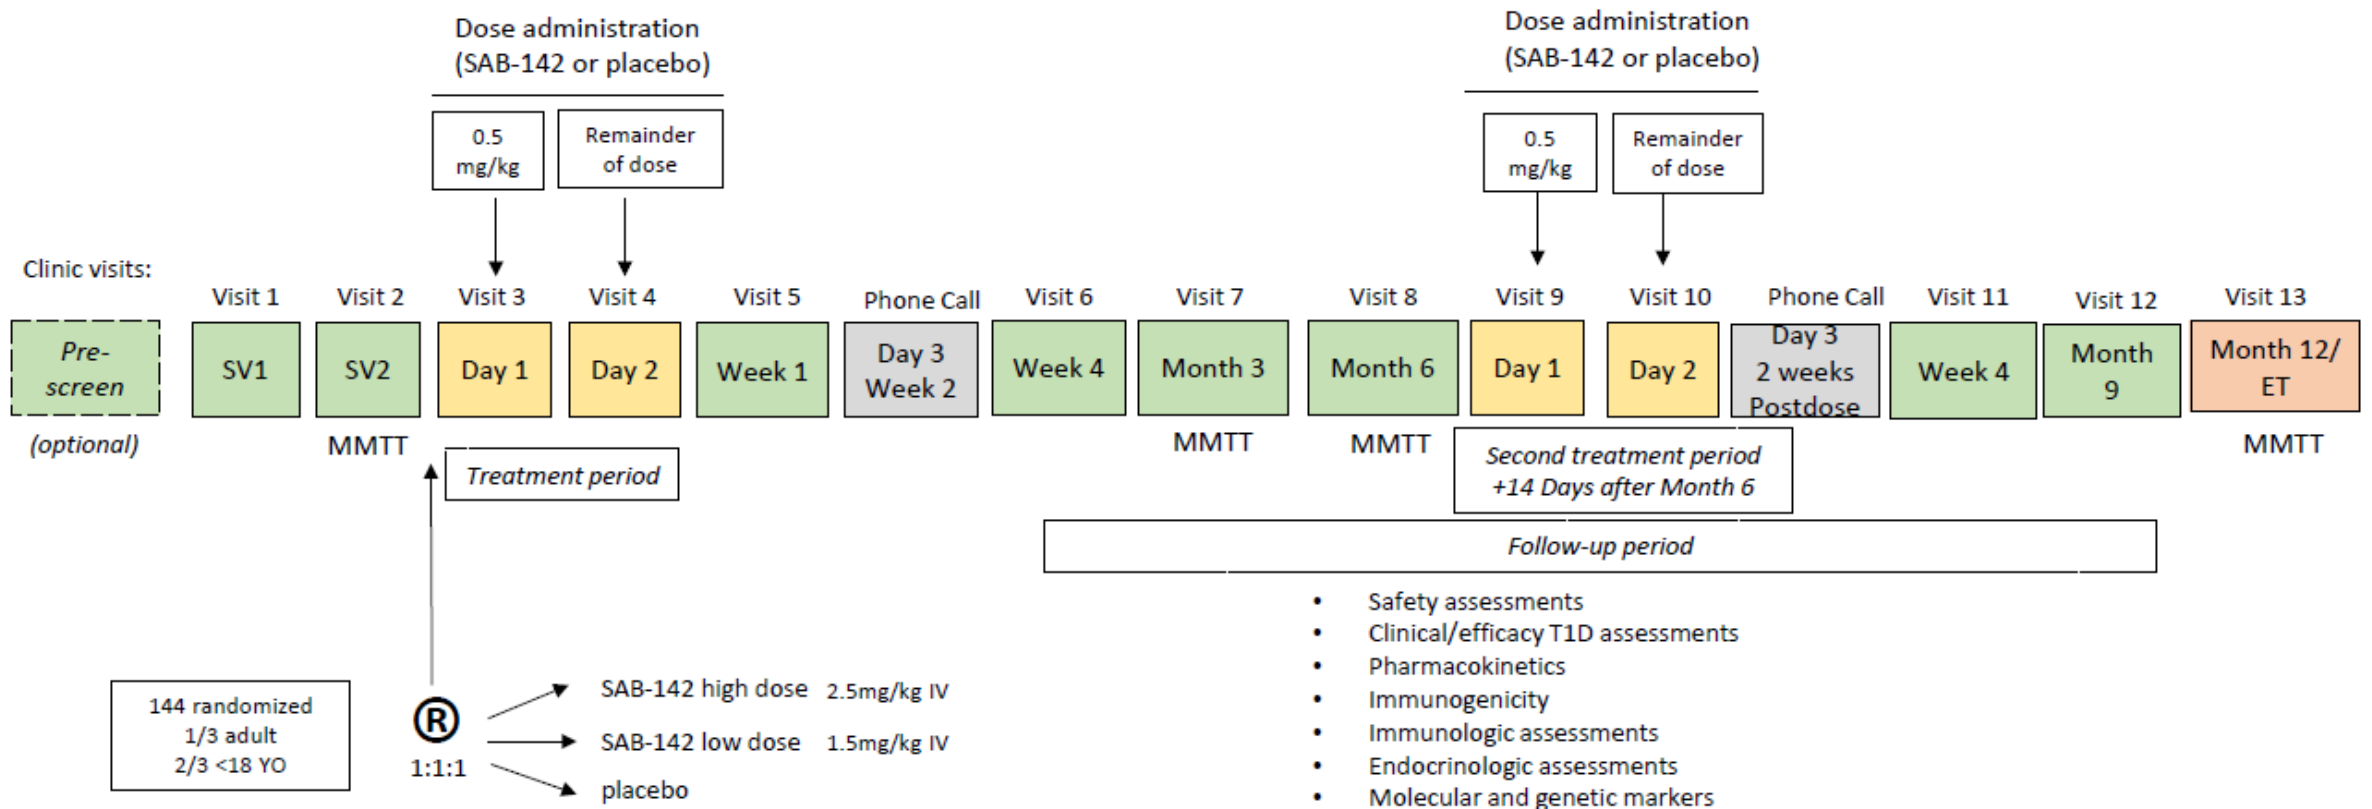 Dose administration
(SAB-142 or placebo)
Dose administration
(SAB-142 or placebo)
0.5
mg/kg
Remainder
of dose
0.5
mg/kg
Remainder
of dose
Clinic visits:
Visit 1
Visit 2
Visit 3
Visit 4
Visit 5
Phone Call
Visit 6
Visit 7
Visit 8
Visit 9
Visit 10
Phone Call
Visit 11
Visit 12
Visit 13
Pre-
screen
SV1
SV2
Day 1
Day 2
Week 1
Day 3
Week 2
Week 4
Month 3
Month 6
Day 1
Day 2
Day 3
2 weeks
Postdose
Week 4
Month
9
Month 12/
ET
(optional)
MMTT
MMTT
MMTT
MMTT
Treatment period
Second treatment period
+14 Days after Month 6
Follow-up period
• Safety assessments
• Clinical/efficacy T1D assessments
• Pharmacokinetics
• Immunogenicity
• Immunologic assessments
• Endocrinologic assessments
• Molecular and genetic markers
144 randomized
1/3 adult
2/3 <18 YO
®
1:1:1
SAB-142 high dose 2.5mg/kg IV
SAB-142 low dose 1.5mg/kg IV
placebo